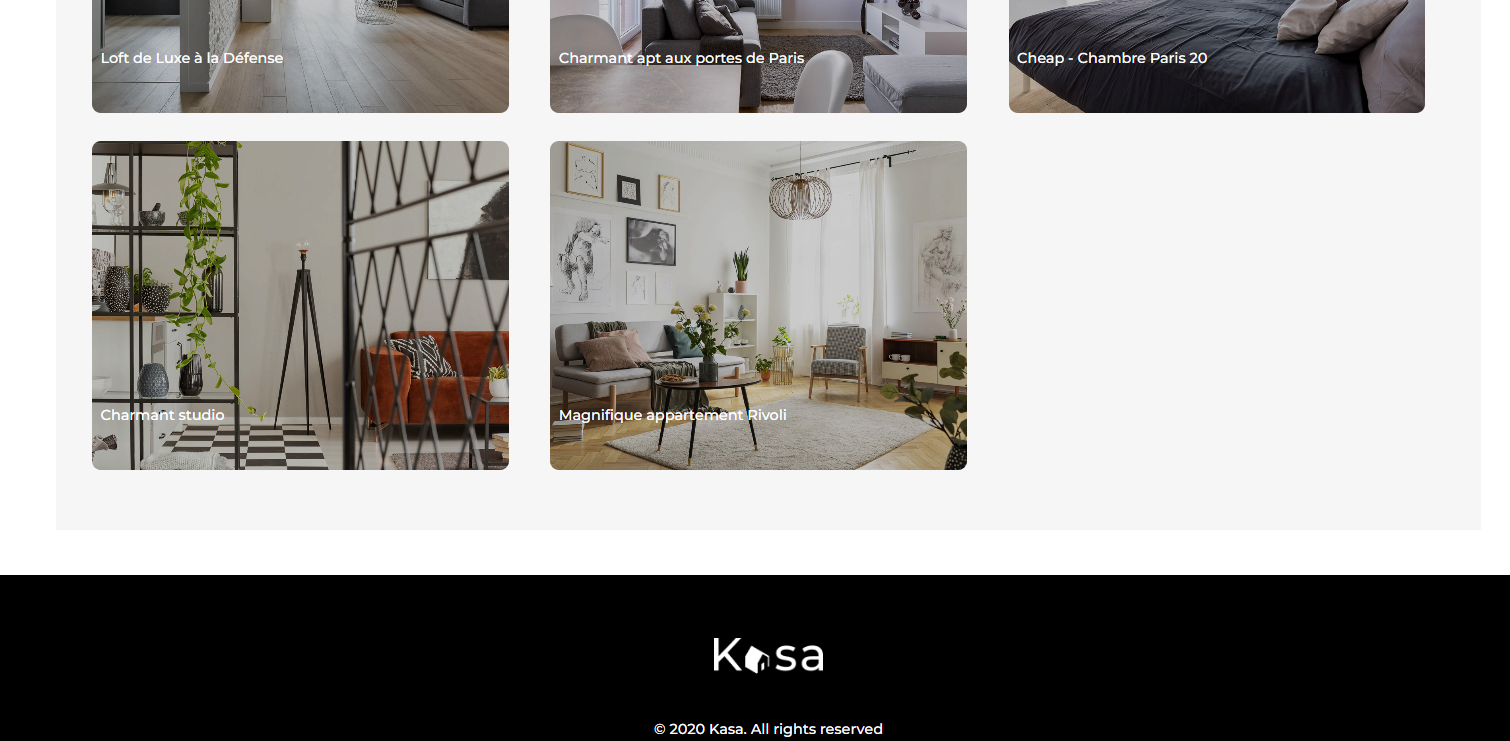 Loft de Luxe à la Défense
Charmant apt aux portes de Paris
Cheap - Chambre Paris 20
Charmant studio
Magnifique appartement Rivoli
Kasa
© 2020 Kasa. All rights reserved